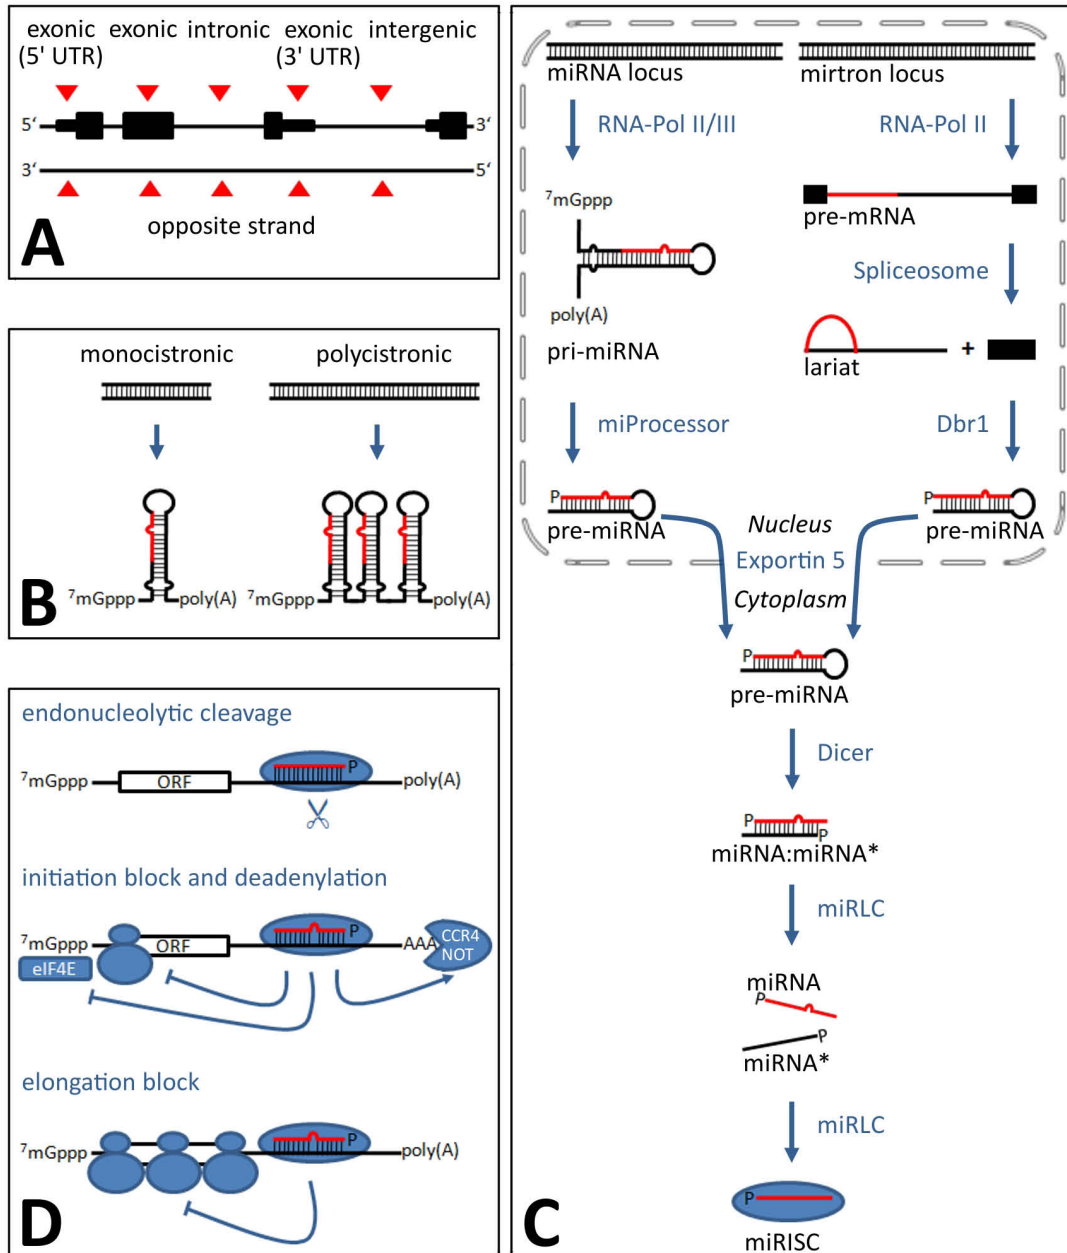 exonic exonic intronic exonic intergenic
(5' UTR) (3' UTR)
5‘ 3‘
3‘ 5‘
opposite strand
A
monocistronic polycistronic
⁷mGppp poly(A) ⁷mGppp poly(A)
B
endonucleolytic cleavage
⁷mGppp ORF P poly(A)
initiation block and deadenylation
⁷mGppp ORF P AAA CCR4
NOT
eIF4E
elongation block
⁷mGppp P poly(A)
D
miRNA locus mirtron locus
RNA-Pol II/III RNA-Pol II
⁷mGppp
pre-mRNA
Spliceosome
poly(A)
pri-miRNA
lariat +
miProcessor Dbr1
P P
pre-miRNA pre-miRNA
Nucleus
Exportin 5
Cytoplasm
P
pre-miRNA
Dicer
P
P
miRNA:miRNA*
miRLC
miRNA
P
P
miRNA*
miRLC
P
miRISC
C